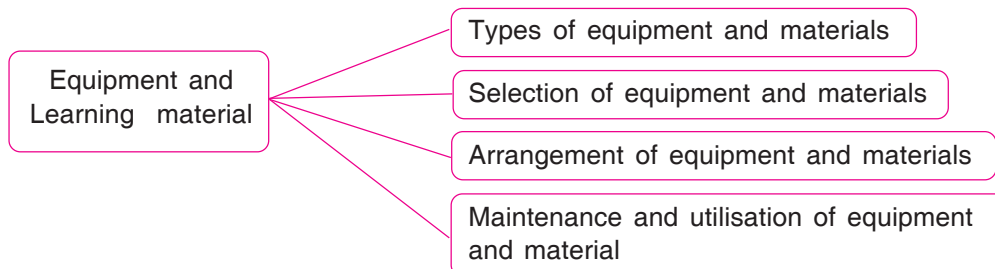 Equipment and
Learning material
Types of equipment and materials
Selection of equipment and materials
Arrangement of equipment and materials
Maintenance and utilisation of equipment
and material